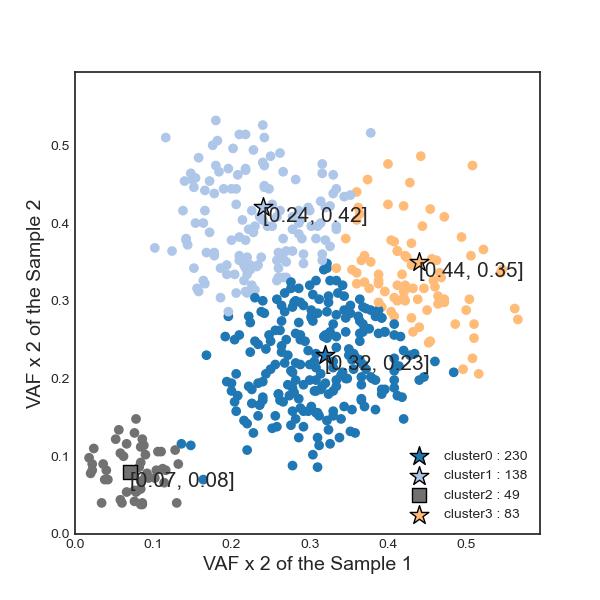 VAF x 2 of the Sample 2
0.5
0.4
0.3
0.2
0.1
0.0
[0.24, 0.42]
[0.44, 0.35]
[0.32, 0.23]
[0.07, 0.08]
cluster0 : 230
cluster1 : 138
cluster2 : 49
cluster3 : 83
0.0 0.1 0.2 0.3 0.4 0.5
VAF x 2 of the Sample 1